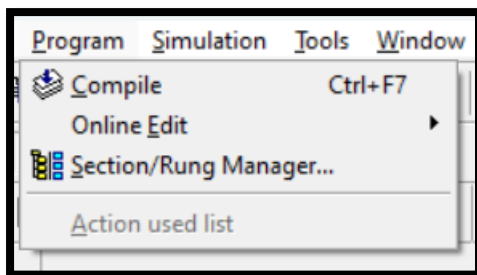 Program Simulation Tools Window
Compile Ctrl+F7
Online Edit
Section/Rung Manager...
Action used list